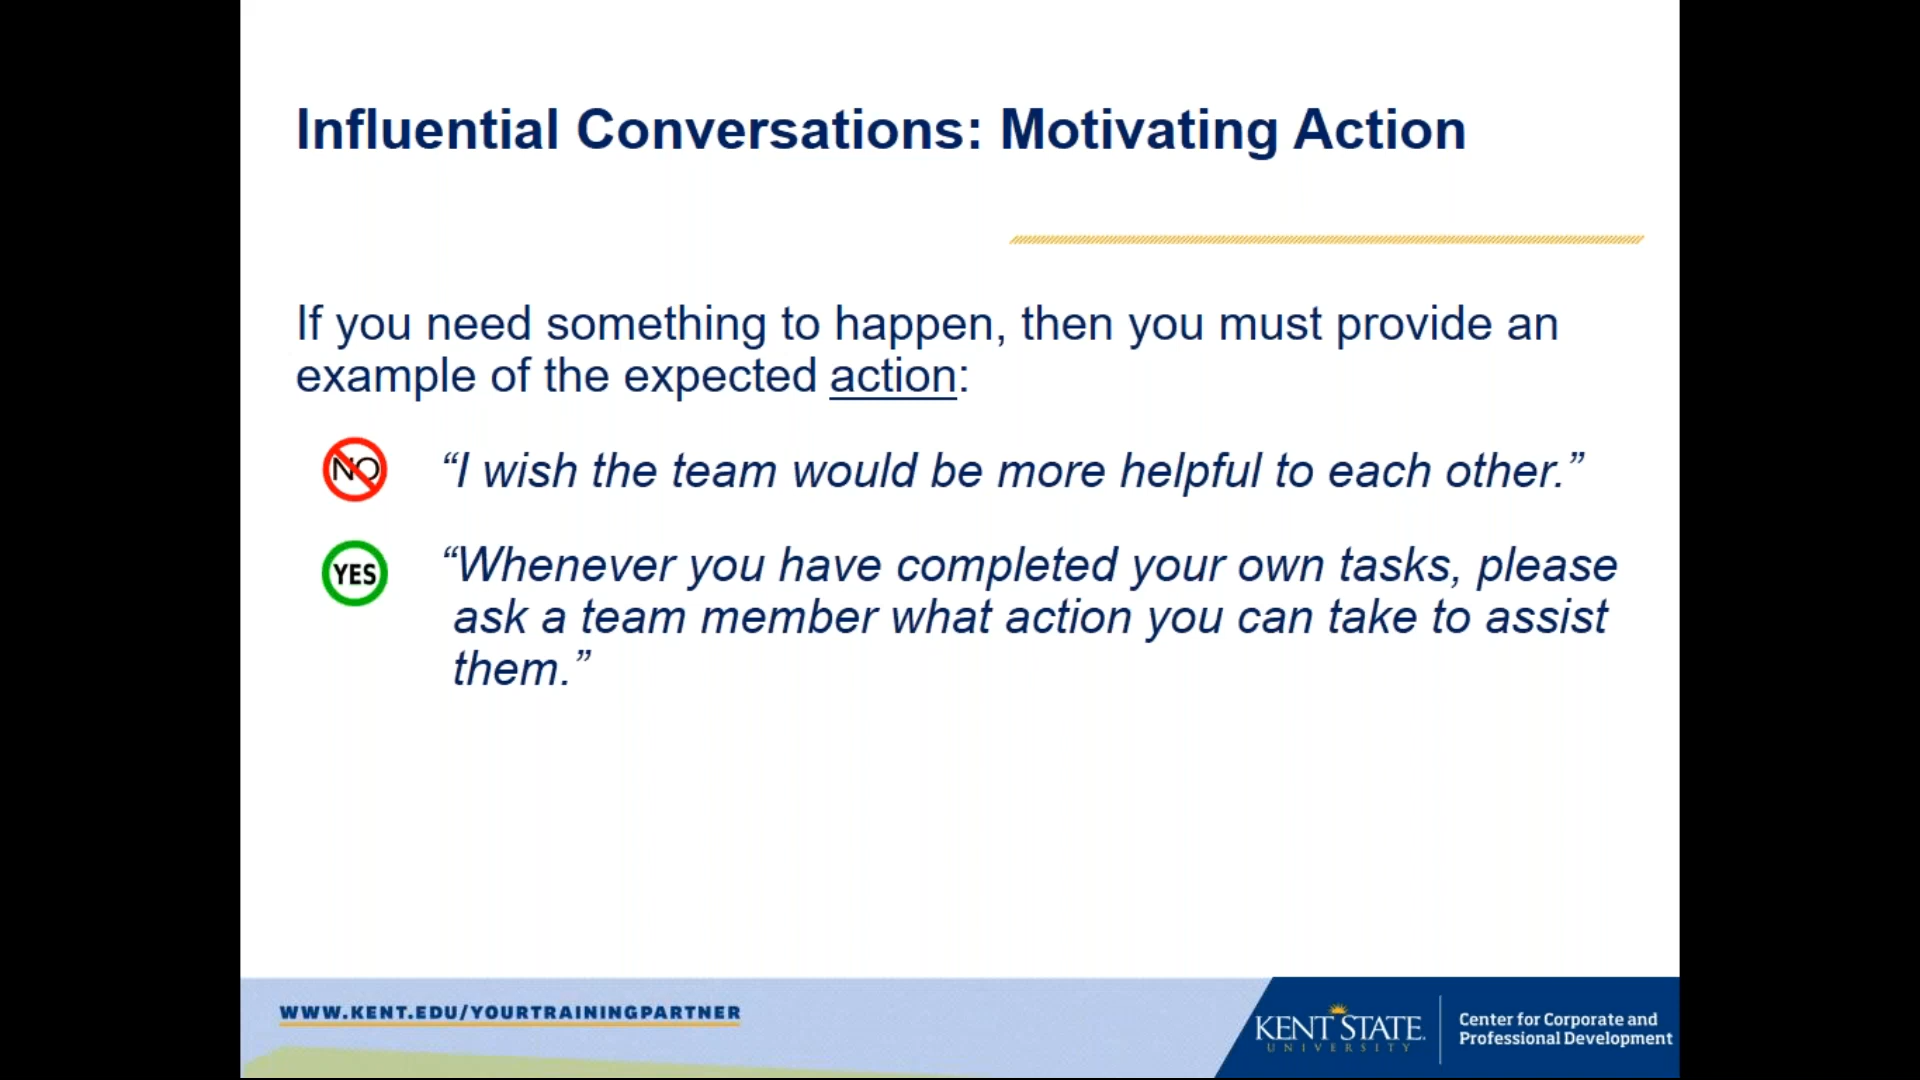 Influential Conversations: Motivating Action
If you need something to happen, then you must provide an
example of the expected action:
NO
“I wish the team would be more helpful to each other.”
YES
“Whenever you have completed your own tasks, please
ask a team member what action you can take to assist
them.”
WWW.KENT.EDU/YOURTRAININGPARTNER
KENT STATE
UNIVERSITY
Center for Corporate and
Professional Development